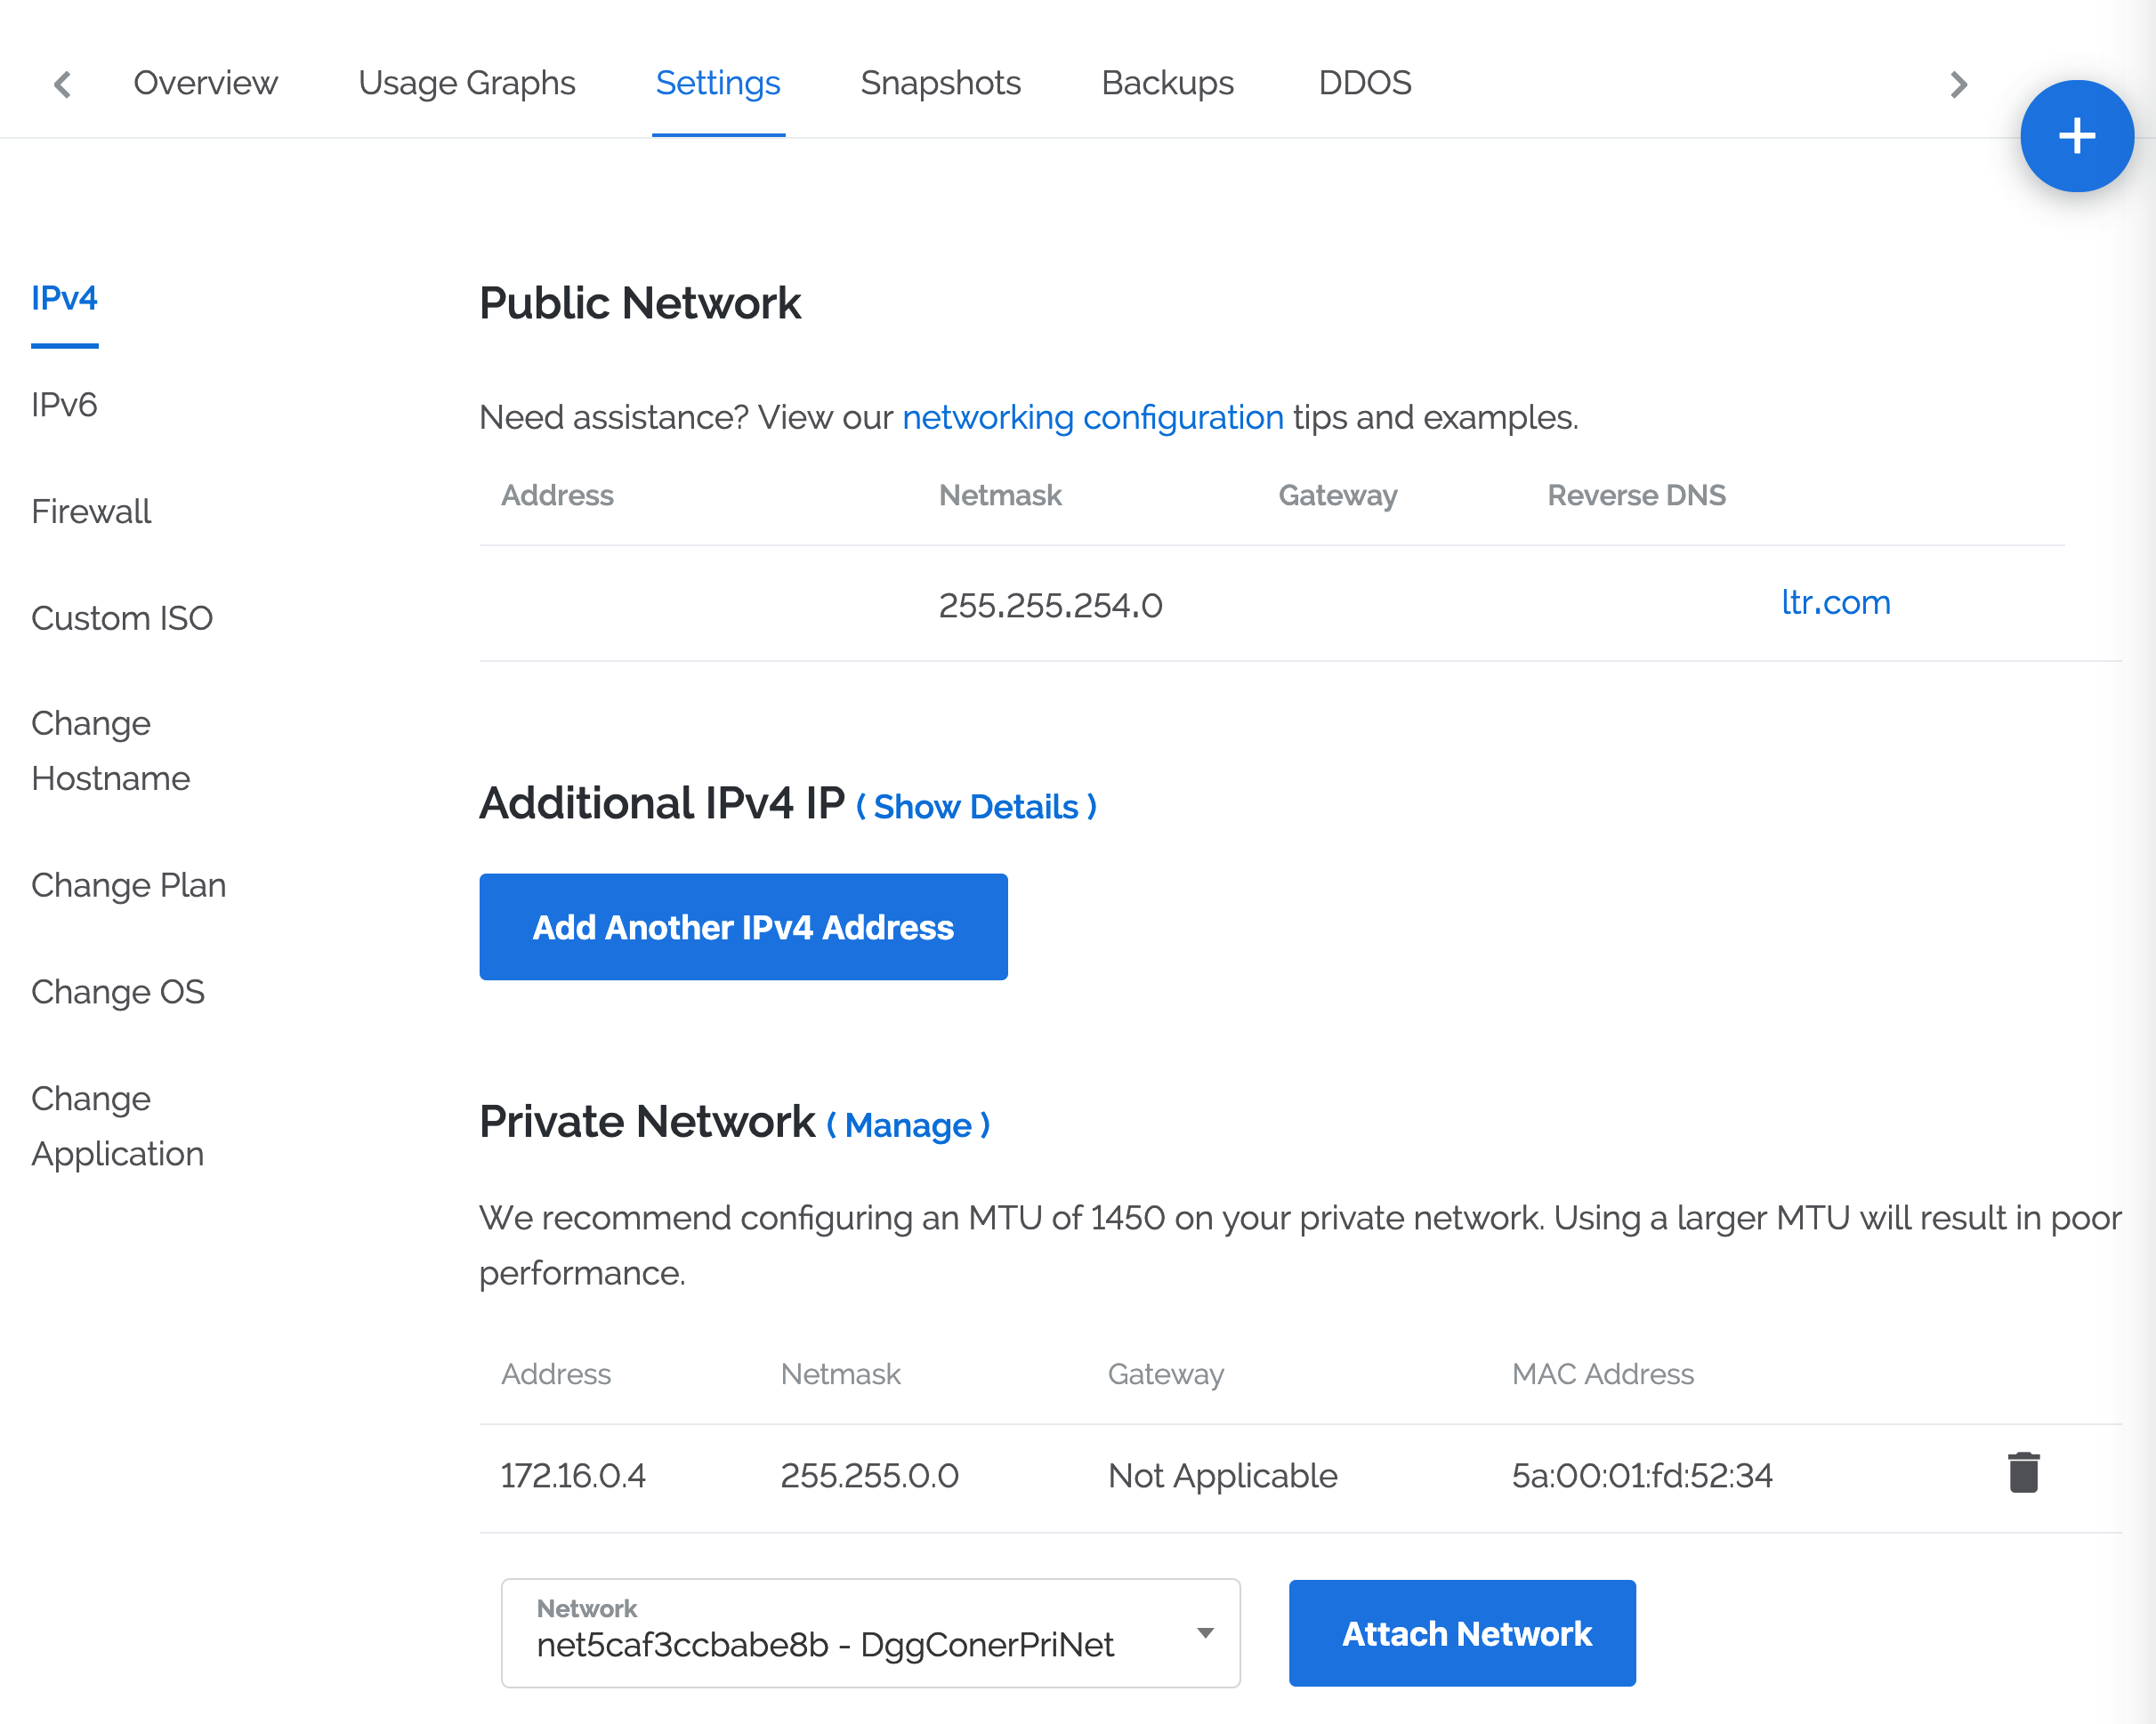 Overview Usage Graphs Settings Snapshots Backups DDOS
IPv4
IPv6
Firewall
Custom ISO
Change
Hostname
Change Plan
Change OS
Change
Application
Public Network
Need assistance? View our networking configuration tips and examples.
Address Netmask Gateway Reverse DNS
255.255.254.0 ltr.com
Additional IPv4 IP ( Show Details )
Add Another IPv4 Address
Private Network ( Manage )
We recommend configuring an MTU of 1450 on your private network. Using a larger MTU will result in poor
performance.
Address Netmask Gateway MAC Address
172.16.0.4 255.255.0.0 Not Applicable 5a:00:01:fd:52:34
Network
net5caf3ccbabe8b - DggConerPriNet
Attach Network